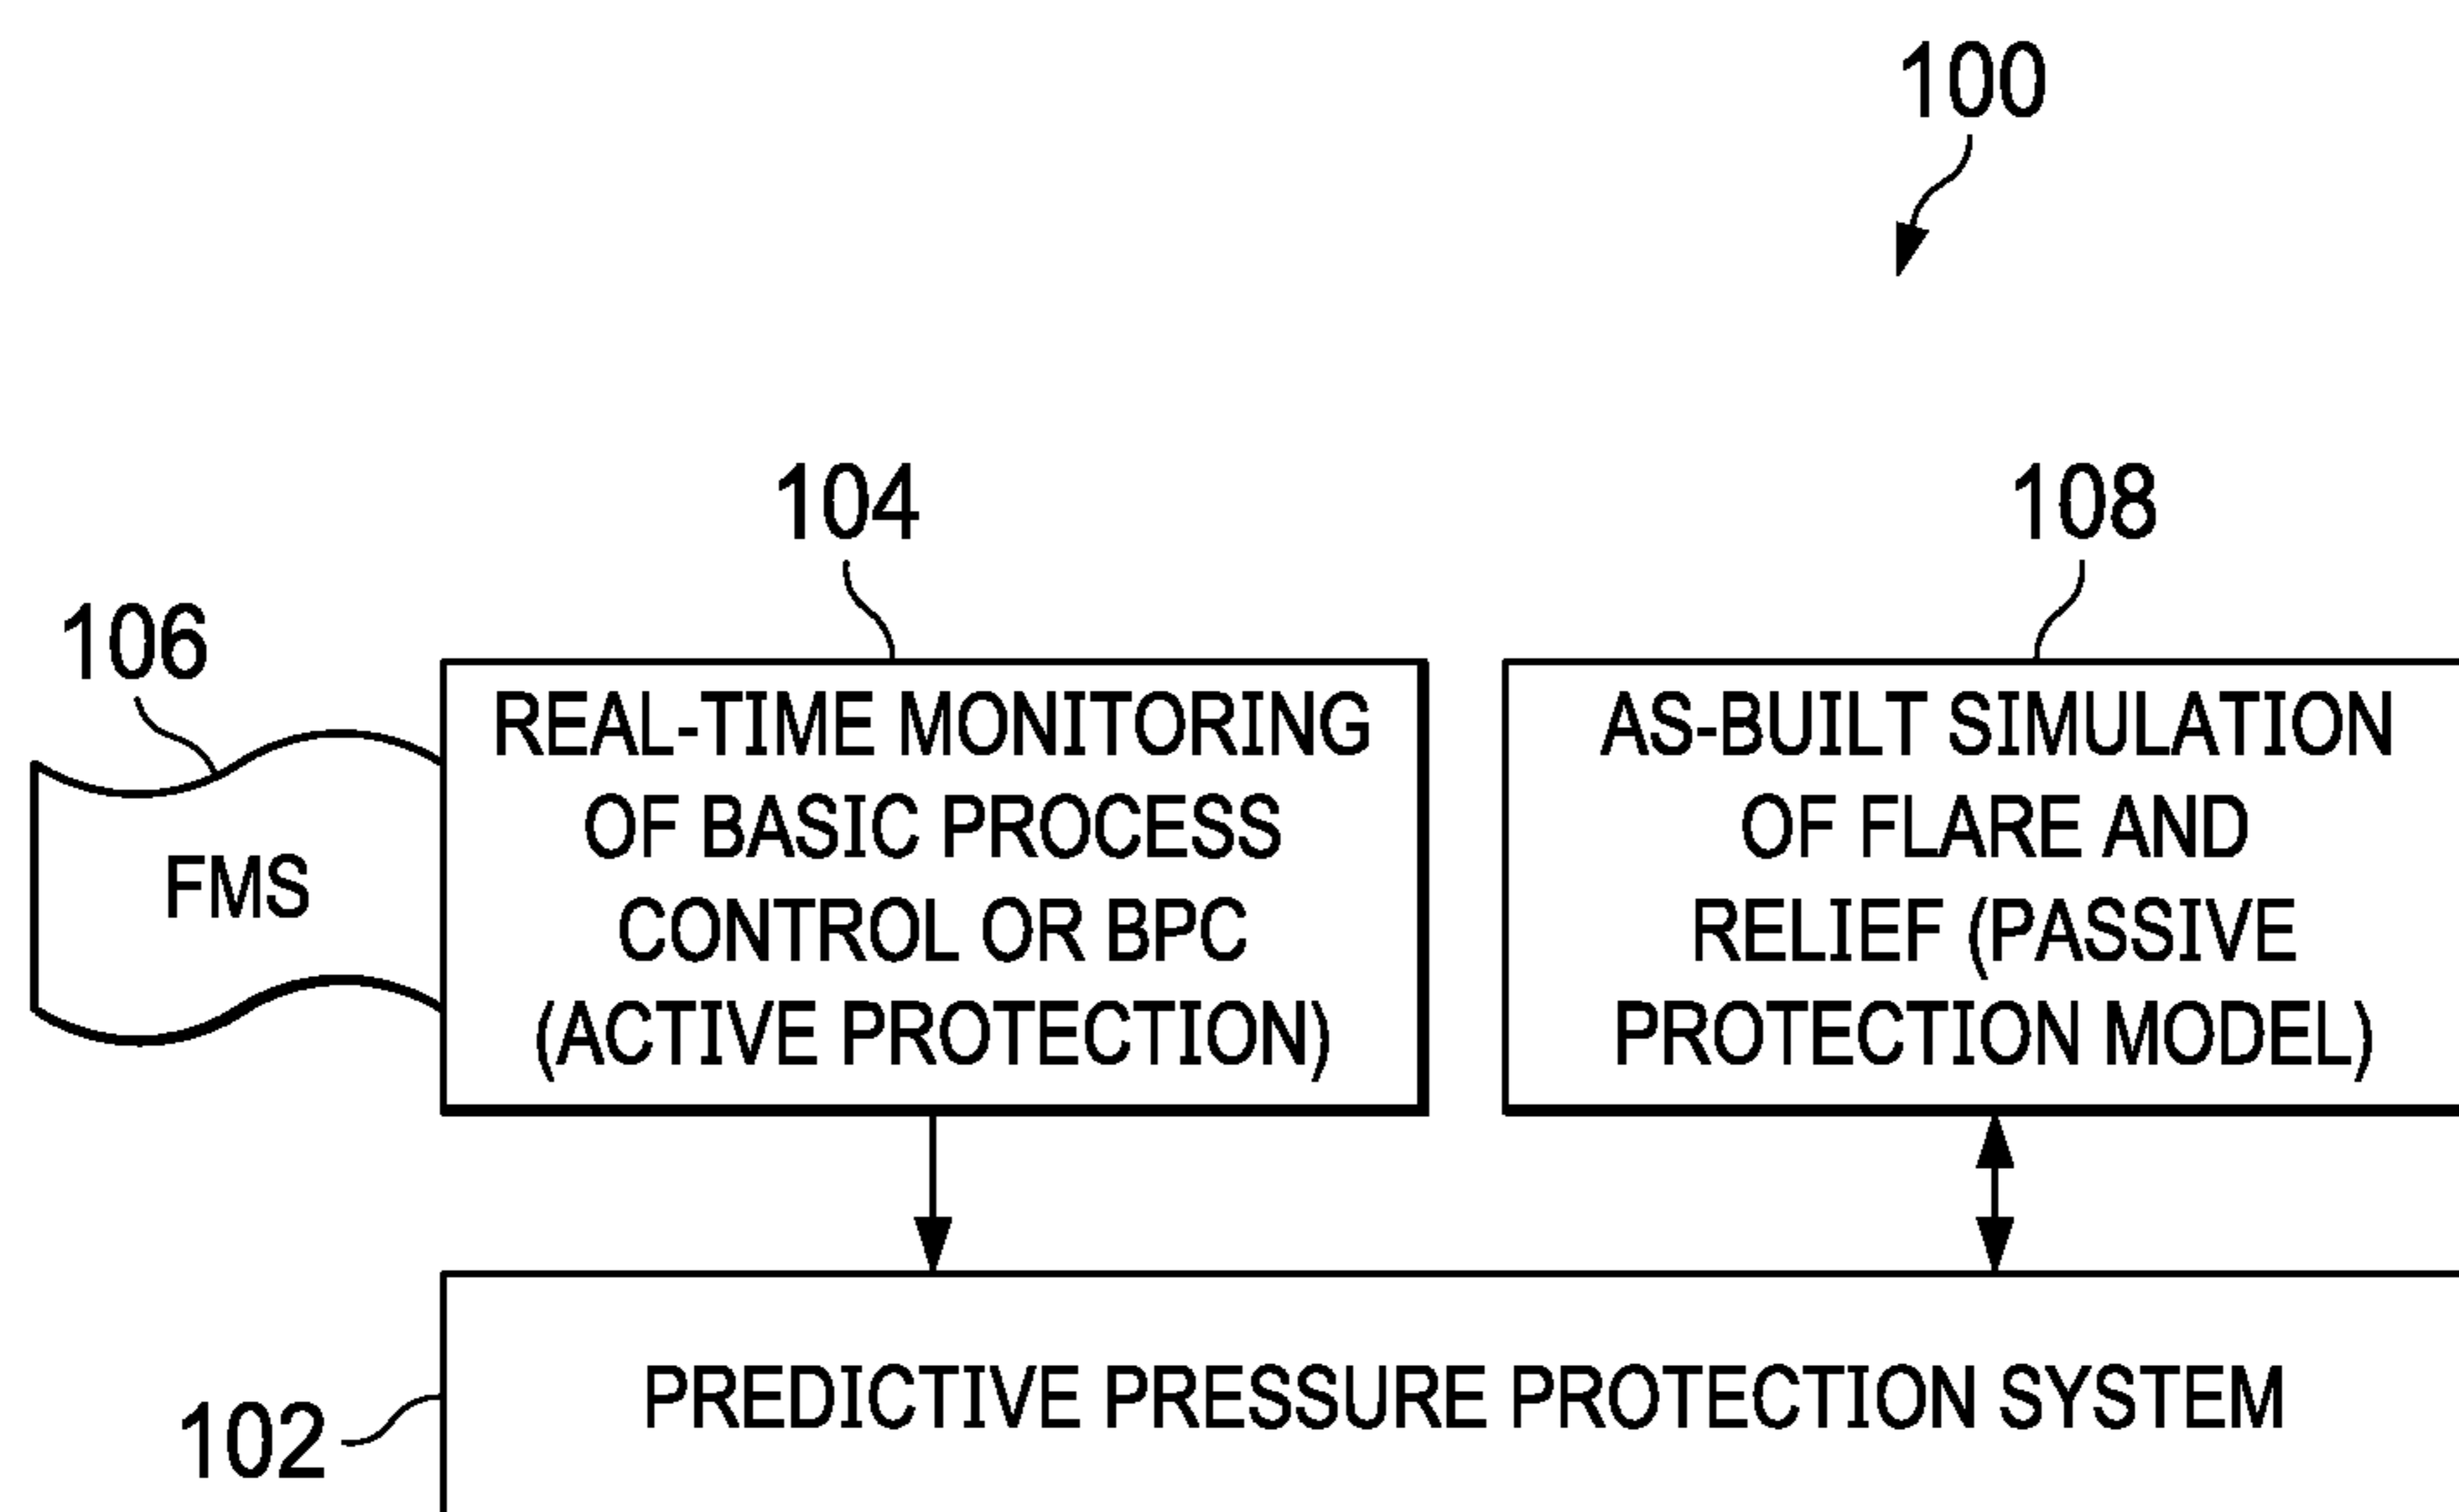 100
104
108
106
REAL-TIME MONITORING
OF BASIC PROCESS
CONTROL OR BPC
(ACTIVE PROTECTION)
AS-BUILT SIMULATION
OF FLARE AND
RELIEF (PASSIVE
PROTECTION MODEL)
FMS
PREDICTIVE PRESSURE PROTECTION SYSTEM
102